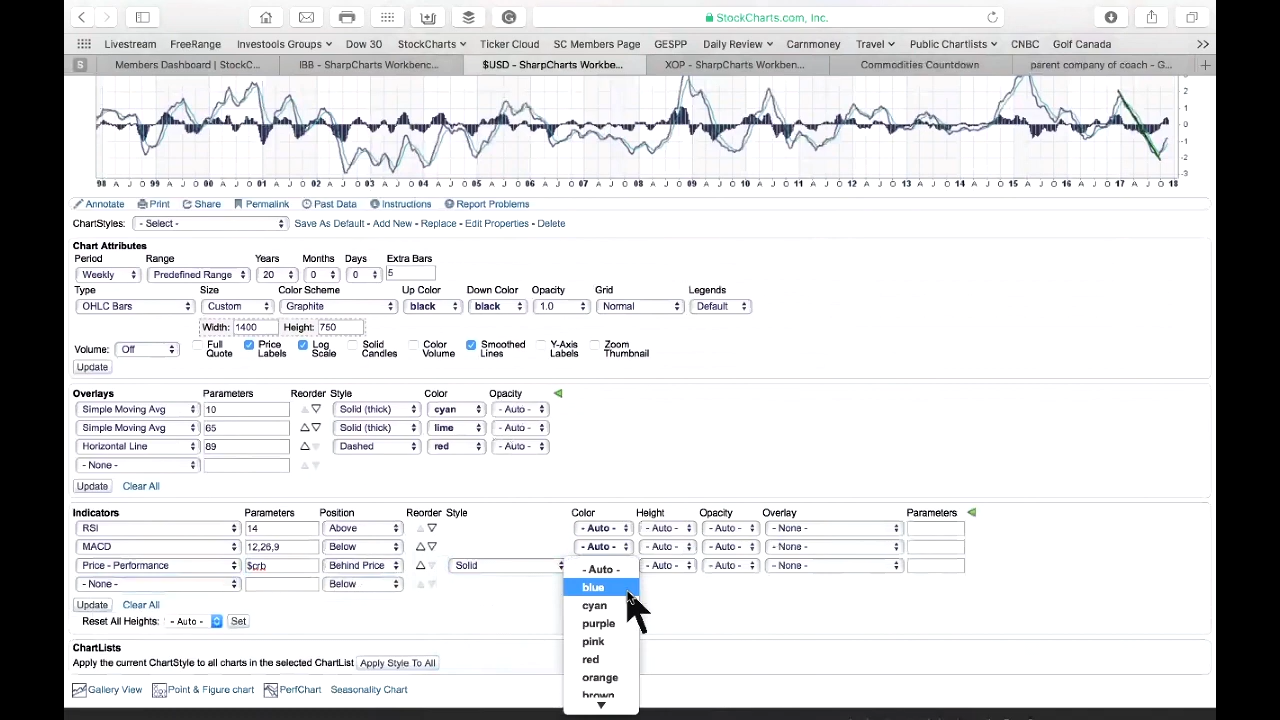 StockCharts.com, Inc.
Livestream FreeRange Investools Groups Dow 30 StockCharts Ticker Cloud SC Members Page GESPP Daily Review Carnmoney Travel Public Chartlists CNBC Golf Canada >>
S Members Dashboard | StockC... IBB - SharpCharts Workbenc... $USD - SharpCharts Workbe... XOP - SharpCharts Workben... Commodities Countdown parent company of coach - G... +
2
1
0
-1
-2
-3
98 A J O 99 A J O 00 A J O 01 A J O 02 A J O 03 A J O 04 A J O 05 A J O 06 A J O 07 A J O 08 A J O 09 A J O 10 A J O 11 A J O 12 A J O 13 A J O 14 A J O 15 A J O 16 A J O 17 A J O 18
Annotate Print Share Permalink Past Data Instructions Report Problems
ChartStyles: - Select - Save As Default - Add New - Replace - Edit Properties - Delete
Chart Attributes
Period Range Years Months Days Extra Bars
Weekly Predefined Range 20 0 0 5
Type Size Color Scheme Up Color Down Color Opacity Grid Legends
OHLC Bars Custom Graphite black black 1.0 Normal Default
Width: 1400 Height: 750
Volume: Off Full Quote Price Labels Log Scale Solid Candles Color Volume Smoothed Lines Y-Axis Labels Zoom Thumbnail
Update
Overlays Parameters Reorder Style Color Opacity
Simple Moving Avg 10 Solid (thick) cyan - Auto -
Simple Moving Avg 65 Solid (thick) lime - Auto -
Horizontal Line 89 Dashed red - Auto -
- None -
Update Clear All
Indicators Parameters Position Reorder Style Color Height Opacity Overlay Parameters
RSI 14 Above - Auto - - Auto - - Auto - - None -
MACD 12,26,9 Below - Auto - - Auto - - Auto - - None -
Price - Performance $crb Behind Price Solid - Auto - - Auto - - None -
- None - Below
- Auto -
blue
cyan
purple
pink
red
orange
brown
Update Clear All
Reset All Heights: - Auto - Set
ChartLists
Apply the current ChartStyle to all charts in the selected ChartList Apply Style To All
Gallery View Point & Figure chart PerfChart Seasonality Chart